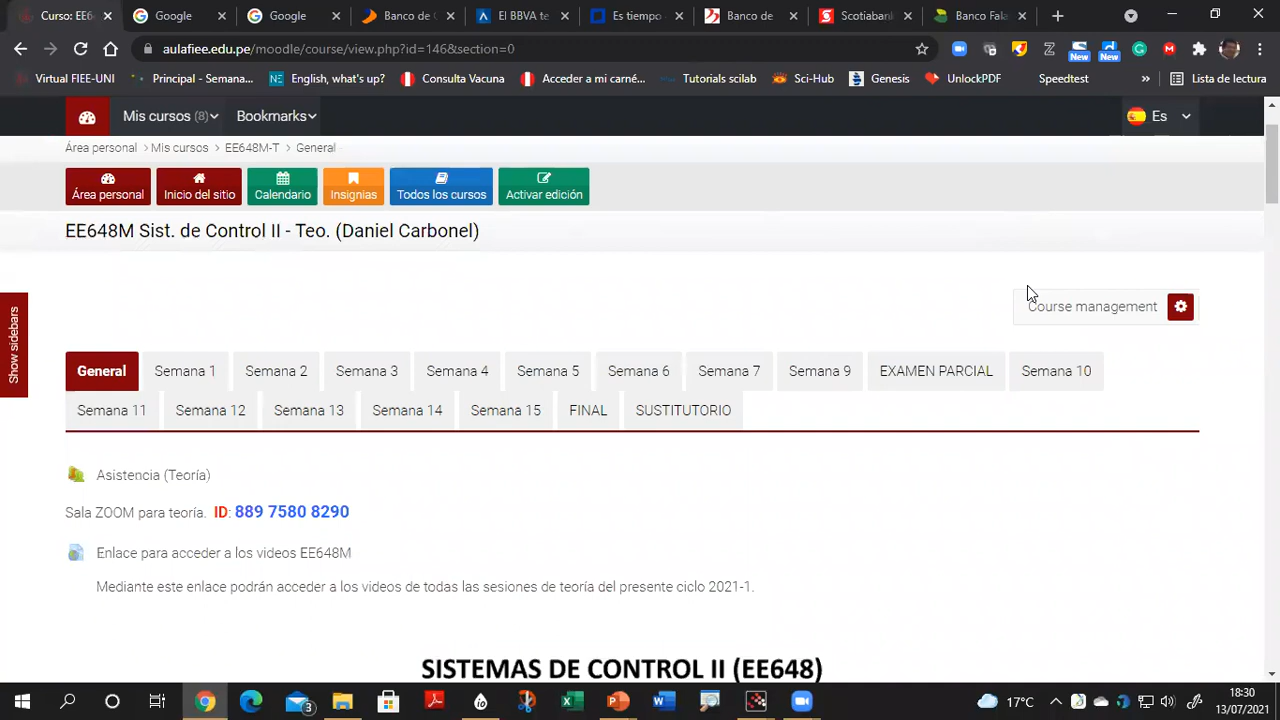 Curso: EE6
Google
Google
Banco de C
El BBVA te
Es tiempo
Banco de
Scotiabank
Banco Fala
aulafiee.edu.pe/moodle/course/view.php?id=146&section=0
New
New
Virtual FIEE-UNI
Principal - Semana...
NE English, what's up?
Consulta Vacuna
Acceder a mi carné...
Tutorials scilab
Sci-Hub
Genesis
UnlockPDF
Speedtest
»
Lista de lectura
Mis cursos (8)
Bookmarks
Es
Área personal > Mis cursos > EE648M-T > General
Área personal
Inicio del sitio
Calendario
Insignias
Todos los cursos
Activar edición
EE648M Sist. de Control II - Teo. (Daniel Carbonel)
Show sidebars
Course management
General Semana 1 Semana 2 Semana 3 Semana 4 Semana 5 Semana 6 Semana 7 Semana 9 EXAMEN PARCIAL Semana 10
Semana 11 Semana 12 Semana 13 Semana 14 Semana 15 FINAL SUSTITUTORIO
Asistencia (Teoría)
Sala ZOOM para teoría. ID: 889 7580 8290
Enlace para acceder a los videos EE648M
Mediante este enlace podrán acceder a los videos de todas las sesiones de teoría del presente ciclo 2021-1.
SISTEMAS DE CONTROL II (EE648)
3
17°C
18:30
13/07/2021